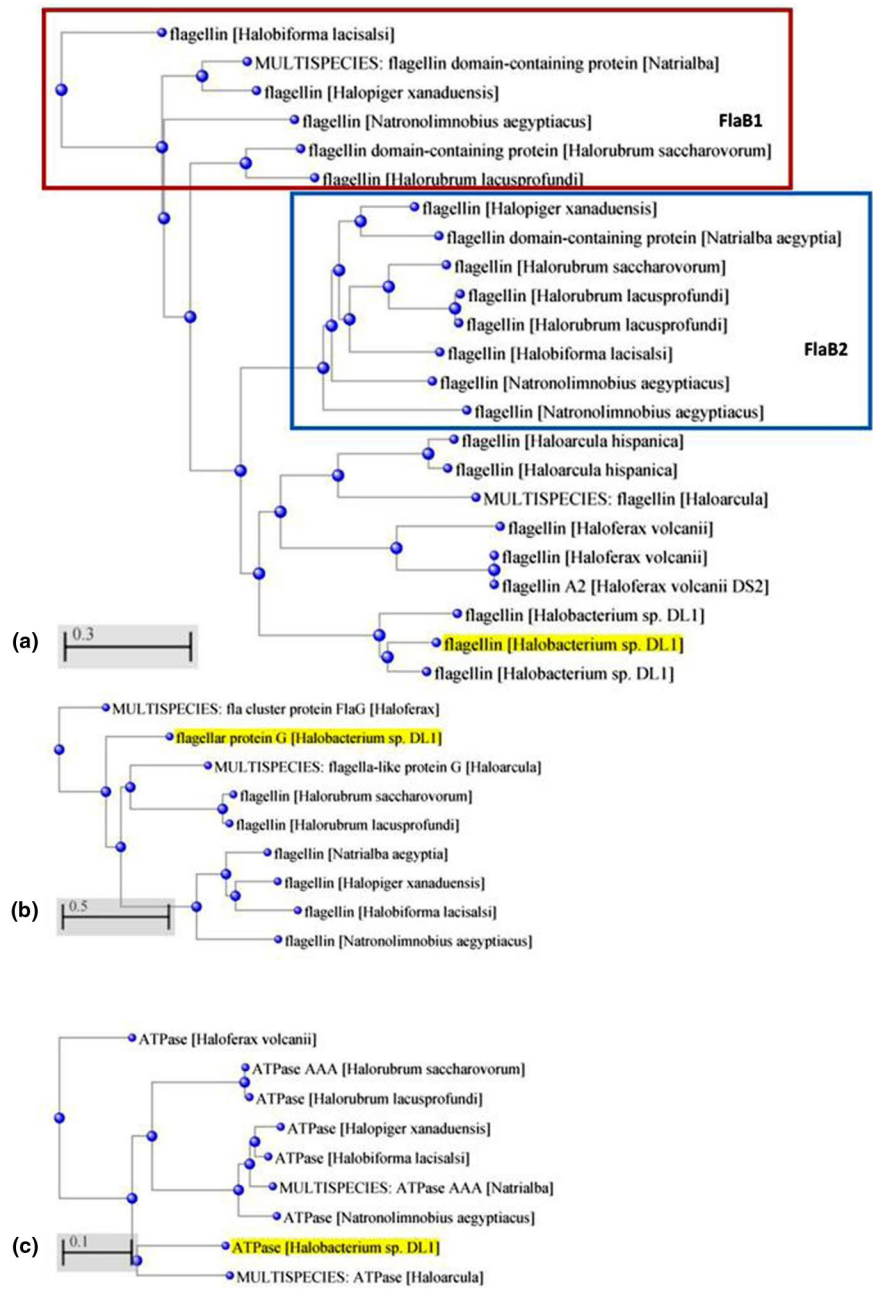 flagellin [Halobiforma lacisalsi]
MULTISPECIES: flagellin domain-containing protein [Natrialba]
flagellin [Halopiger xanaduensis]
flagellin [Natronolimnobius aegyptiacus]
FlaB1
flagellin domain-containing protein [Halorubrum saccharovorum]
flagellin [Halorubrum lacusprofundi]
flagellin [Halopiger xanaduensis]
flagellin domain-containing protein [Natrialba aegyptia]
flagellin [Halorubrum saccharovorum]
flagellin [Halorubrum lacusprofundi]
flagellin [Halorubrum lacusprofundi]
flagellin [Halobiforma lacisalsi]
FlaB2
flagellin [Natronolimnobius aegyptiacus]
flagellin [Natronolimnobius aegyptiacus]
flagellin [Haloarcula hispanica]
flagellin [Haloarcula hispanica]
MULTISPECIES: flagellin [Haloarcula]
flagellin [Haloferax volcanii]
flagellin [Haloferax volcanii]
flagellin A2 [Haloferax volcanii DS2]
flagellin [Halobacterium sp. DL1]
(a)
0.3
flagellin [Halobacterium sp. DL1]
flagellin [Halobacterium sp. DL1]
MULTISPECIES: fla cluster protein FlaG [Haloferax]
flagellar protein G [Halobacterium sp. DL1]
MULTISPECIES: flagella-like protein G [Haloarcula]
flagellin [Halorubrum saccharovorum]
flagellin [Halorubrum lacusprofundi]
flagellin [Natrialba aegyptia]
flagellin [Halopiger xanaduensis]
(b)
0.5
flagellin [Halobiforma lacisalsi]
flagellin [Natronolimnobius aegyptiacus]
ATPase [Haloferax volcanii]
ATPase AAA [Halorubrum saccharovorum]
ATPase [Halorubrum lacusprofundi]
ATPase [Halopiger xanaduensis]
ATPase [Halobiforma lacisalsi]
MULTISPECIES: ATPase AAA [Natrialba]
ATPase [Natronolimnobius aegyptiacus]
(c)
0.1
ATPase [Halobacterium sp. DL1]
MULTISPECIES: ATPase [Haloarcula]